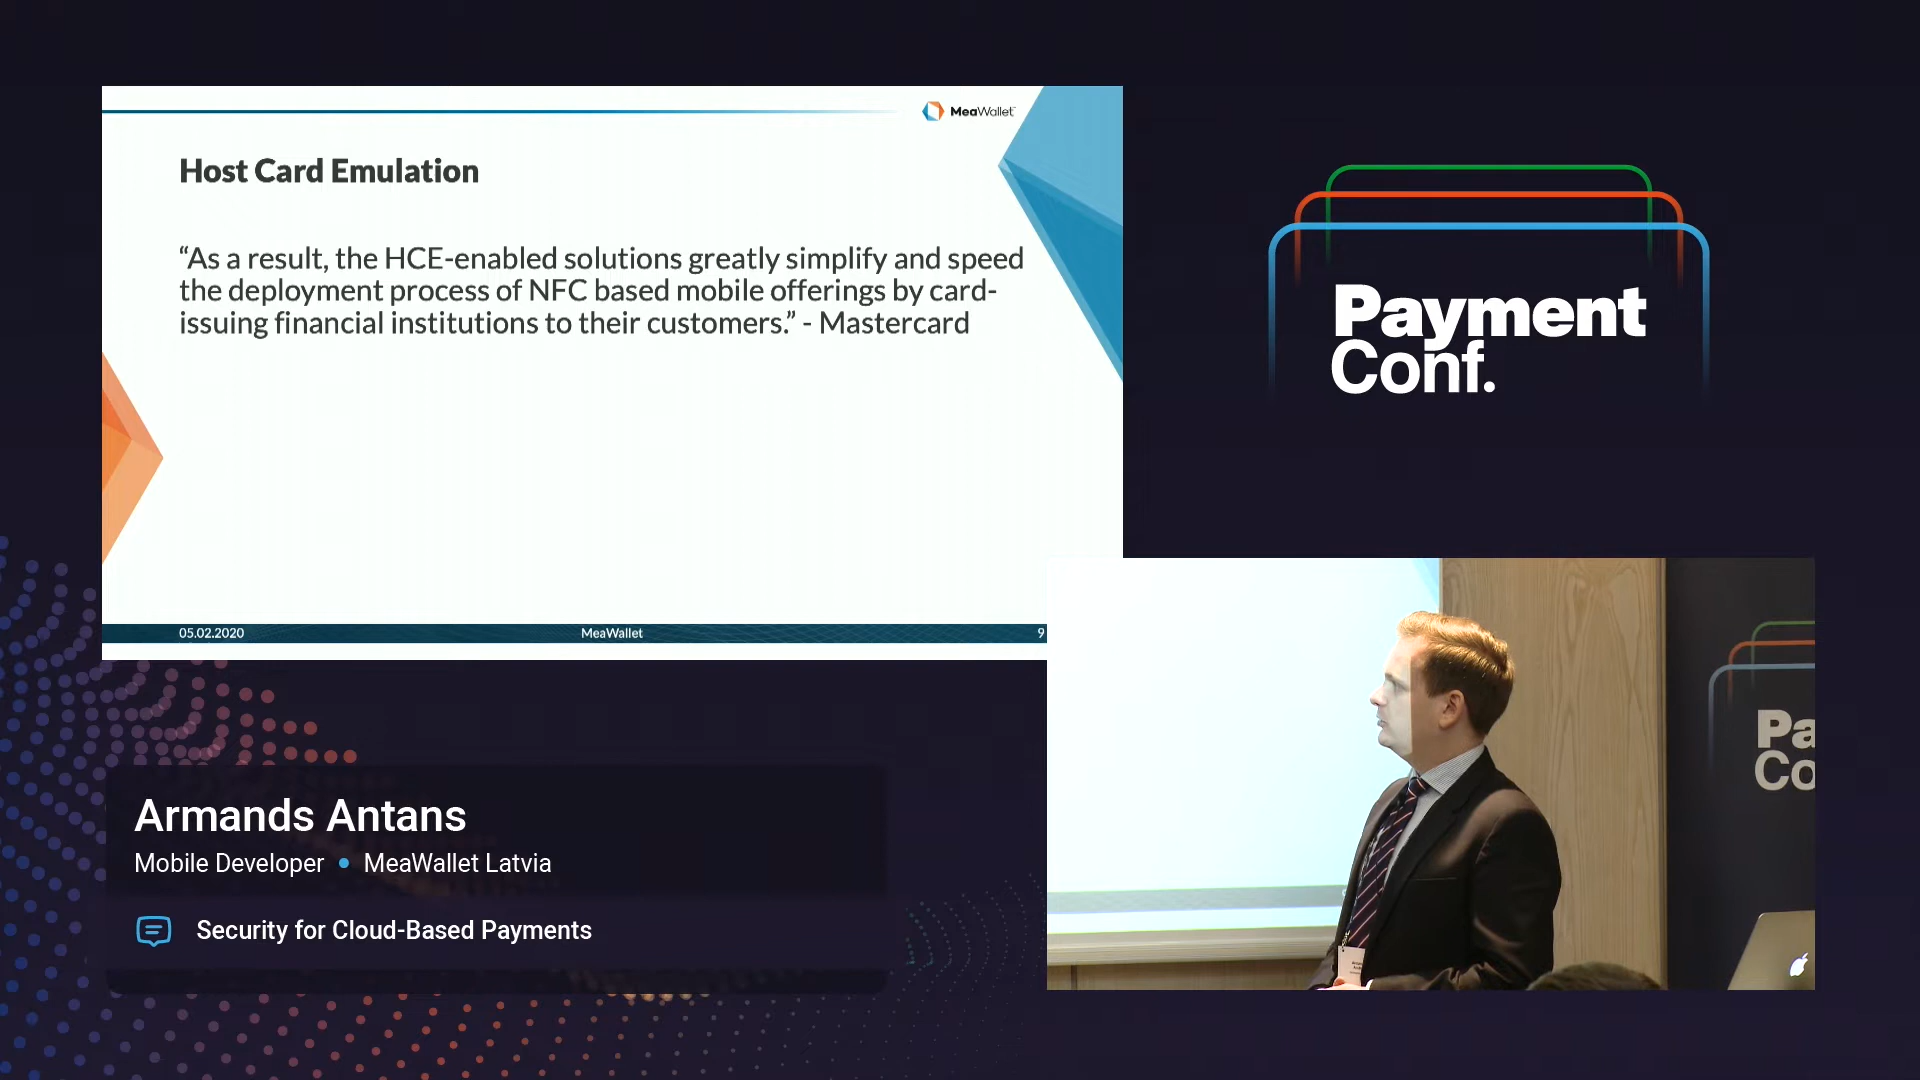 MeaWallet
Host Card Emulation
“As a result, the HCE-enabled solutions greatly simplify and speed
the deployment process of NFC based mobile offerings by card-
issuing financial institutions to their customers.” - Mastercard
05.02.2020 MeaWallet 9
Payment
Conf.
Pa
Co
Armands Antans
Mobile Developer • MeaWallet Latvia
Security for Cloud-Based Payments